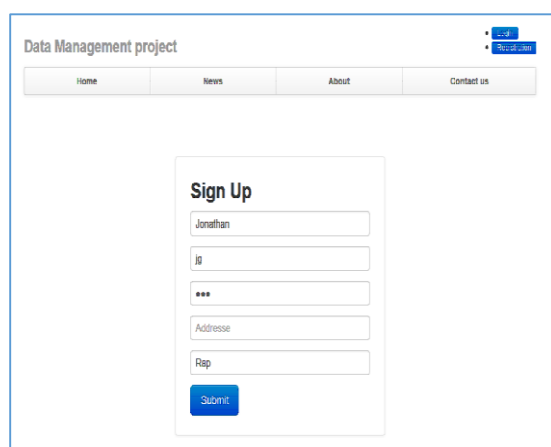 Data Management project
Login
Registration
Home News About Contact us
Sign Up
Jonathan
jg
•••
Addresse
Rap
Submit